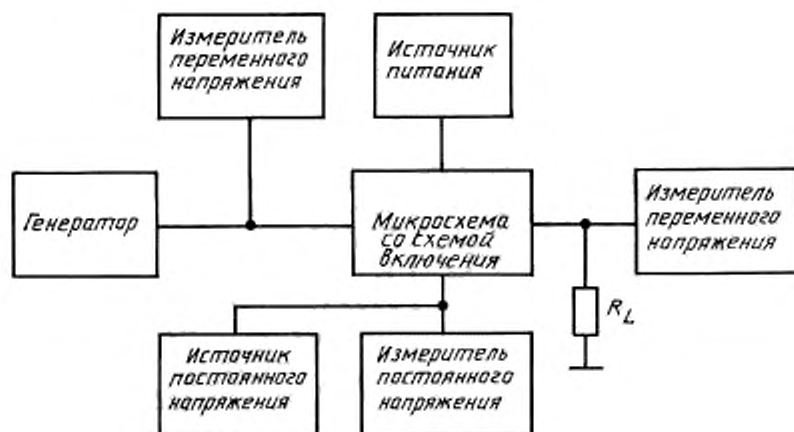 Измеритель
переменного
напряжения
Источник
питания
Генератор
Микросхема
со схемой
включения
Измеритель
переменного
напряжения
R_L
Источник
постоянного
напряжения
Измеритель
постоянного
напряжения